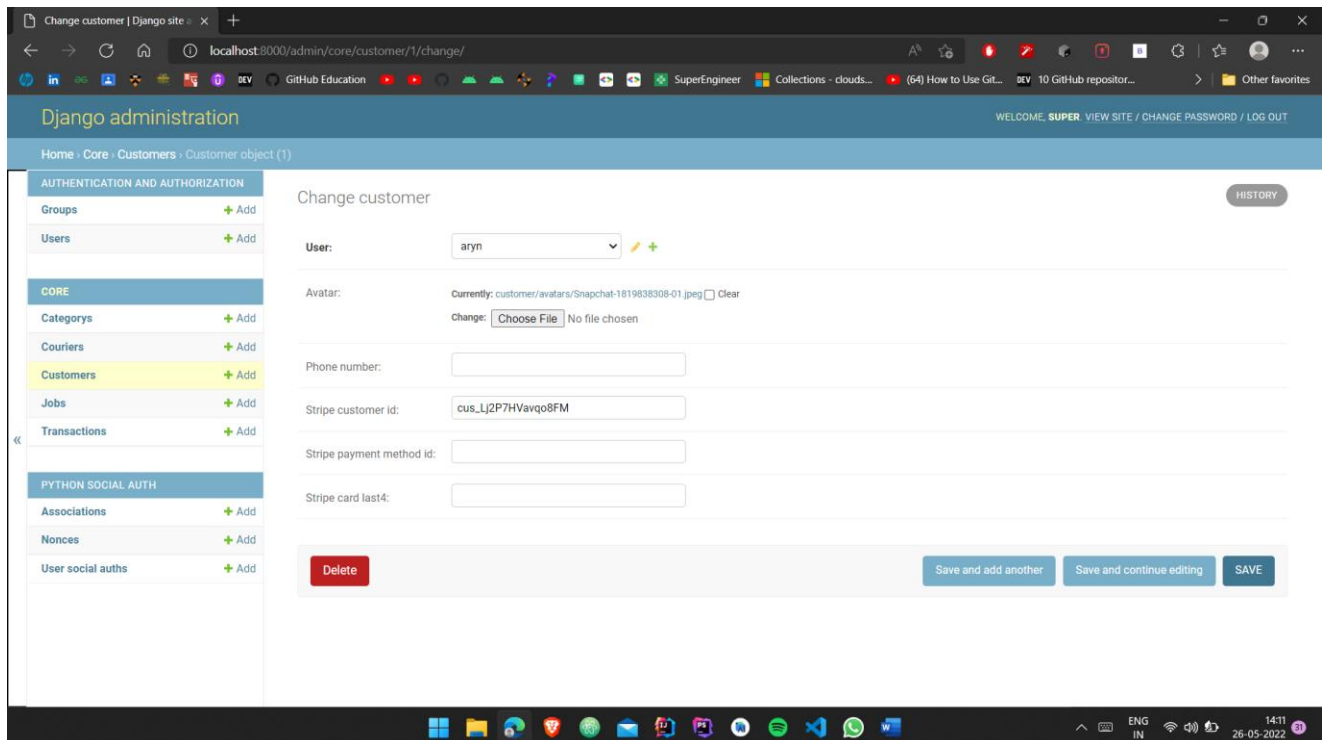 Change customer | Django site a
localhost:8000/admin/core/customer/1/change/
GitHub Education
SuperEngineer
Collections - clouds...
(64) How to Use Git...
DEV 10 GitHub repositor...
Other favorites
Django administration
WELCOME, SUPER. VIEW SITE / CHANGE PASSWORD / LOG OUT
Home › Core › Customers › Customer object (1)
AUTHENTICATION AND AUTHORIZATION
Groups + Add
Users + Add
CORE
Categorys + Add
Couriers + Add
Customers + Add
Jobs + Add
Transactions + Add
PYTHON SOCIAL AUTH
Associations + Add
Nonces + Add
User social auths + Add
«
Change customer
HISTORY
User: aryn
Avatar: Currently: customer/avatars/Snapchat-1819838308-01.jpeg Clear
Change: Choose File No file chosen
Phone number:
Stripe customer id: cus_Lj2P7HVavqo8FM
Stripe payment method id:
Stripe card last4:
Delete
Save and add another
Save and continue editing
SAVE
ENG
IN
14:11
26-05-2022
31